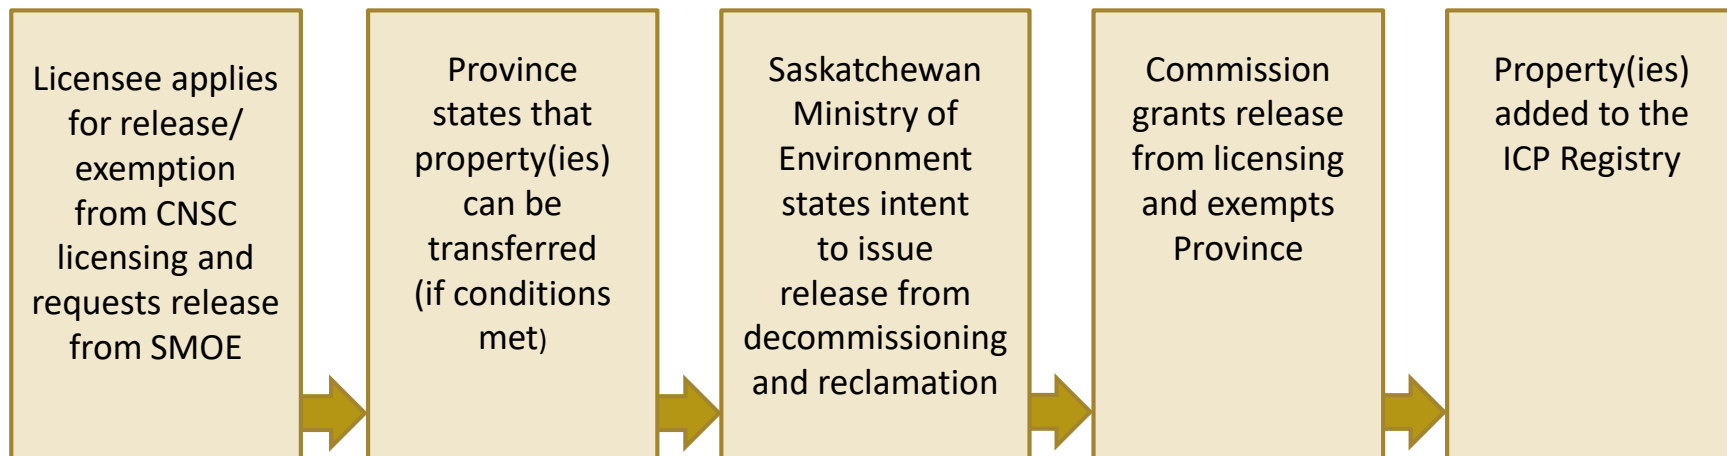 Licensee applies
for release/
exemption
from CNSC
licensing and
requests release
from SMOE
Province
states that
property(ies)
can be
transferred
(if conditions
met)
Saskatchewan
Ministry of
Environment
states intent
to issue
release from
decommissioning
and reclamation
Commission
grants release
from licensing
and exempts
Province
Property(ies)
added to the
ICP Registry